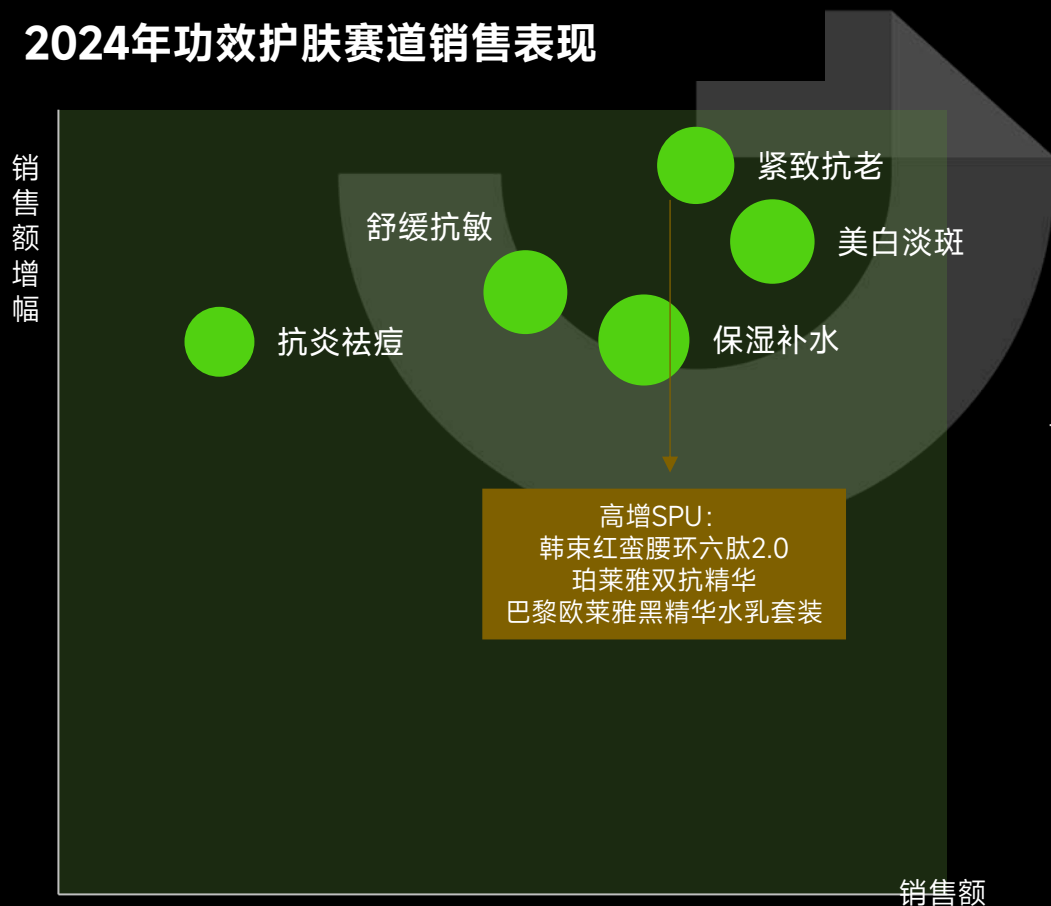 2024年功效护肤赛道销售表现
销售额增幅
紧致抗老
舒缓抗敏
美白淡斑
抗炎祛痘
保湿补水
高增SPU：
韩束红蛮腰环六肽2.0
珀莱雅双抗精华
巴黎欧莱雅黑精华水乳套装
销售额